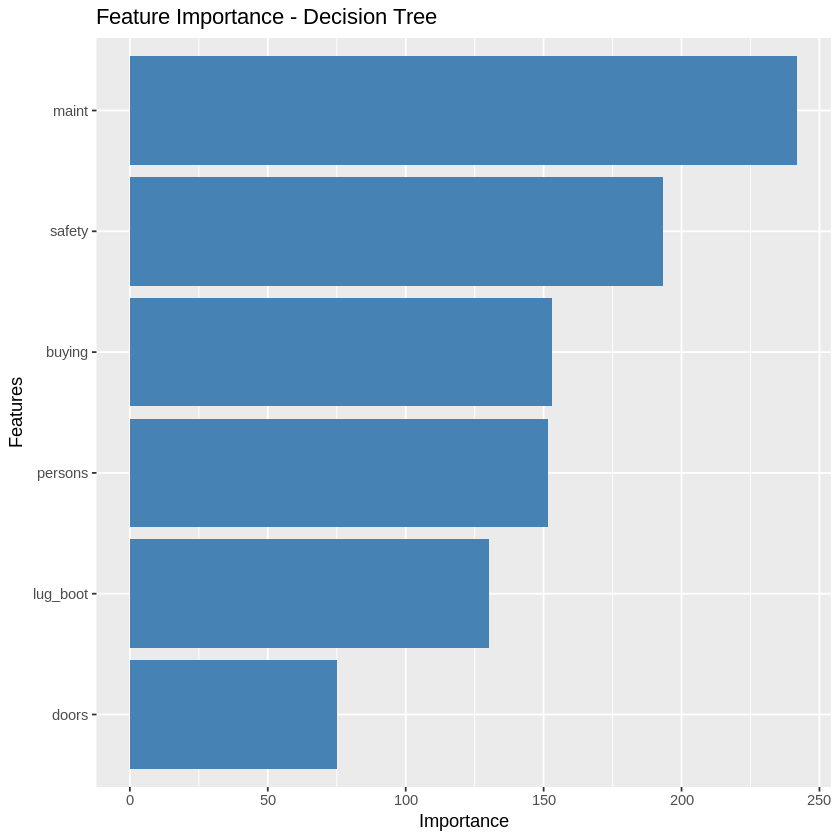 Feature Importance - Decision Tree
Features
maint
safety
buying
persons
lug_boot
doors
0 50 100 150 200 250
Importance